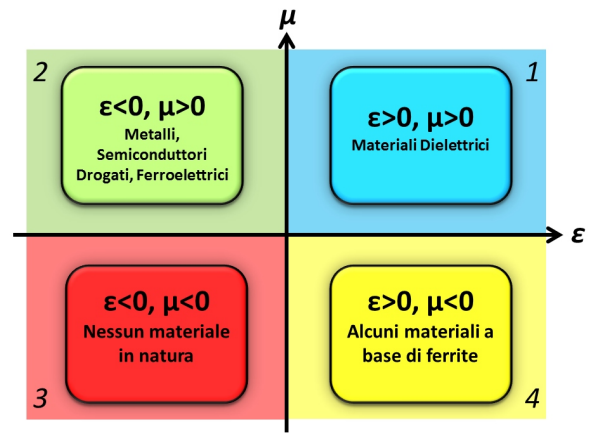 μ
2
1
ε<0, μ>0
Metalli,
Semiconduttori
Drogati, Ferroelettrici
ε>0, μ>0
Materiali Dielettrici
ε
ε<0, μ<0
Nessun materiale
in natura
ε>0, μ<0
Alcuni materiali a
base di ferrite
3
4